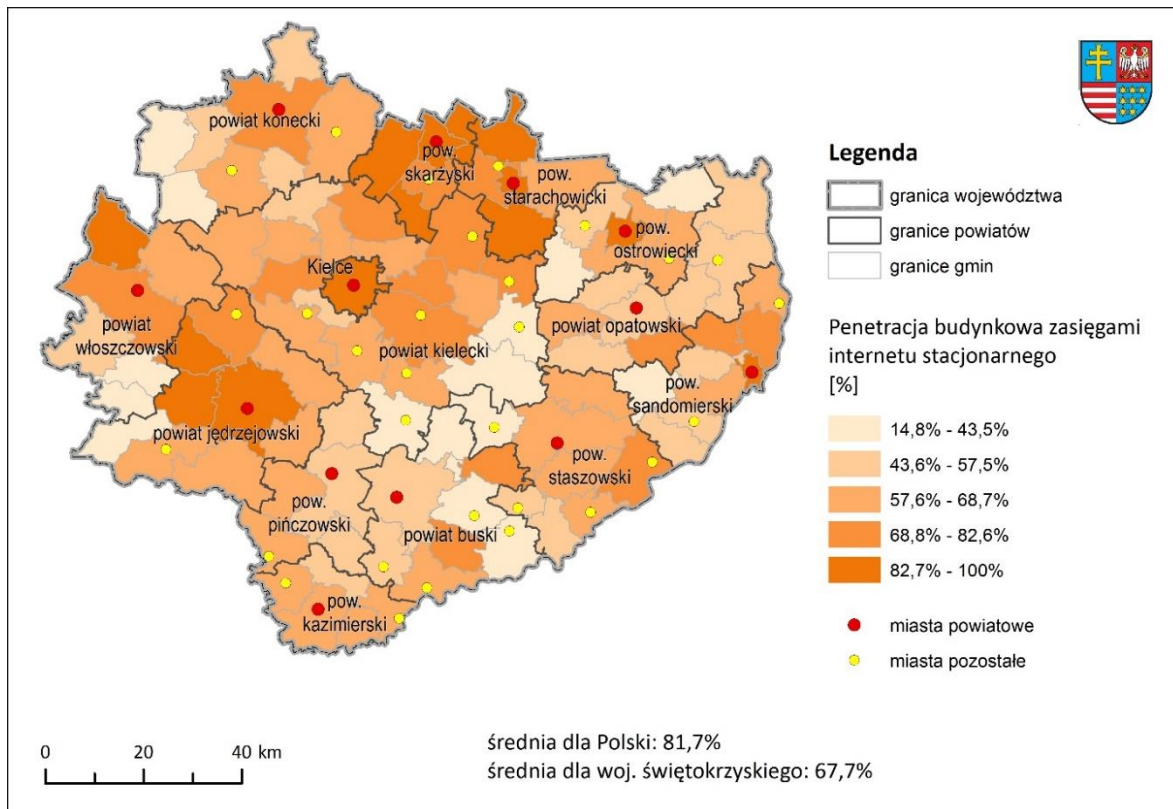 powiat konecki
pow.
skarżyski
pow.
starachowicki
pow.
ostrowiecki
Kielce
powiat
włoszczowski
powiat kielecki
powiat opatowski
pow.
sandomierski
powiat jędrzejowski
pow.
staszowski
pow.
pińczowski
powiat buski
pow.
kazimierski
Legenda
granica województwa
granice powiatów
granice gmin
Penetracja budynkowa zasięgami
internetu stacjonarnego
[%]
14,8% - 43,5%
43,6% - 57,5%
57,6% - 68,7%
68,8% - 82,6%
82,7% - 100%
miasta powiatowe
miasta pozostałe
0 20 40 km
średnia dla Polski: 81,7%
średnia dla woj. świętokrzyskiego: 67,7%